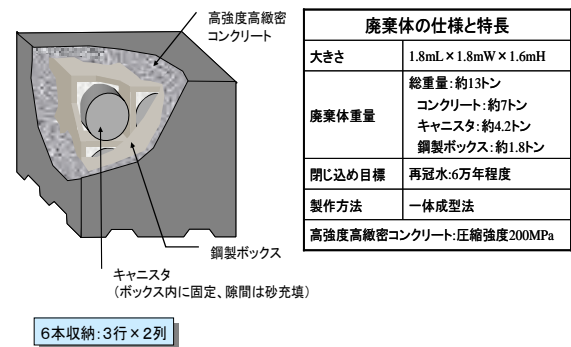 高強度高緻密
コンクリート
鋼製ボックス
キャニスタ
(ボックス内に固定、隙間は砂充填)
6本収納:3行×2列
廃棄体の仕様と特長
大きさ 1.8mL×1.8mW×1.6mH
廃棄体重量 総重量:約13トン
コンクリート:約7トン
キャニスタ:約4.2トン
鋼製ボックス:約1.8トン
閉じ込め目標 再冠水:6万年程度
製作方法 一体成型法
高強度高緻密コンクリート:圧縮強度200MPa